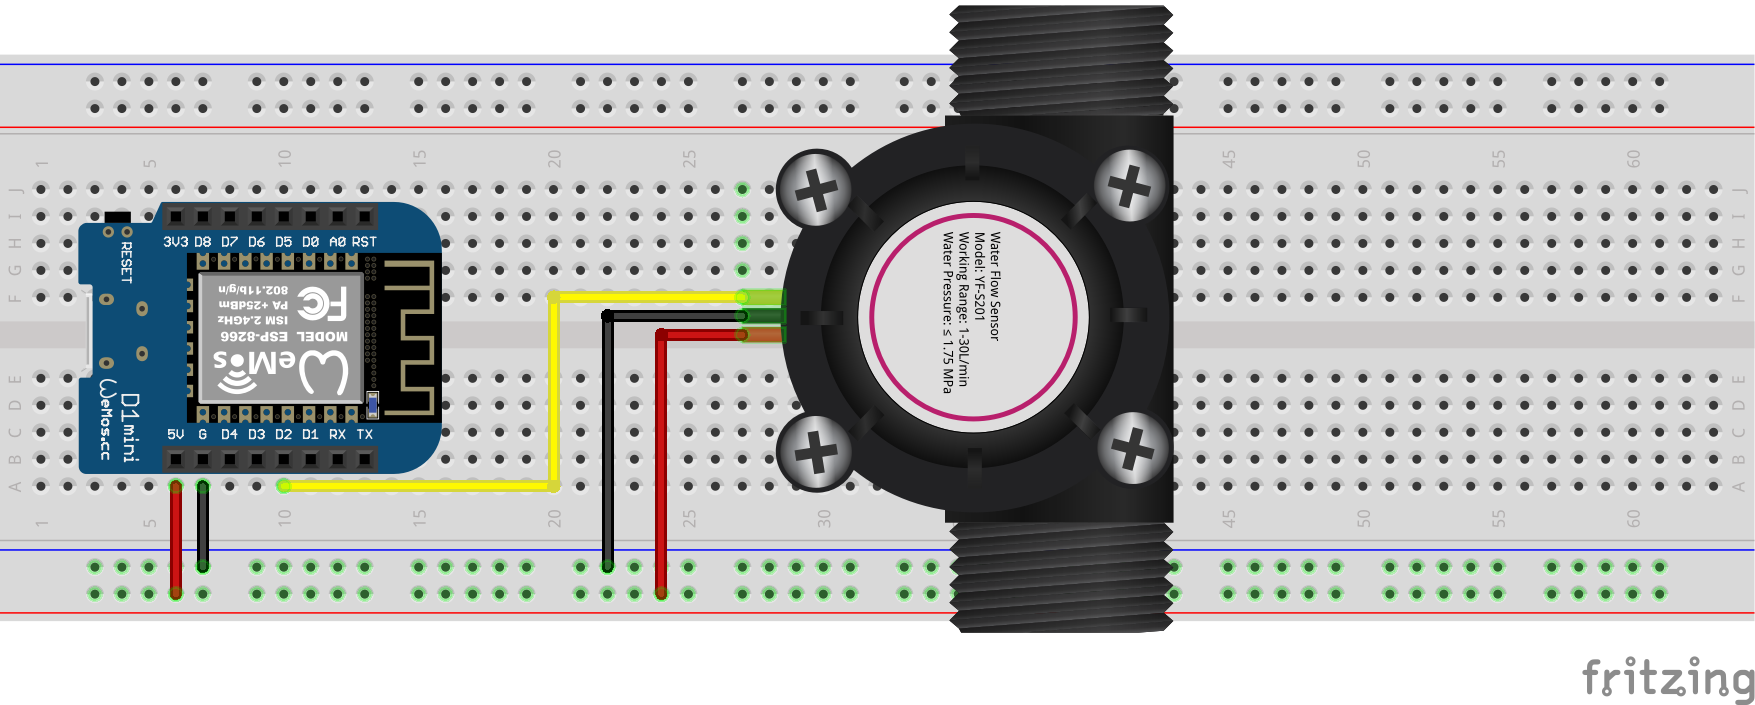 1 5 10 15 20 25 45 50 55 60
J J
I I
H H
G G
F F
3V3 D8 D7 D6 D5 D0 A0 RST
RESET
802.11b/g/n
PA +25dBm
ISM 2.4GHz
MODEL ESP-8266
FC
WeMos
D1mini
WeMos.cc
5V G D4 D3 D2 D1 RX TX
Water Flow Sensor
Model: YF-S201
Working Range: 1-30L/min
Water Pressure: ≤ 1.75 MPa
E E
D D
C C
B B
A A
1 5 10 15 20 25 30 45 50 55 60
fritzing